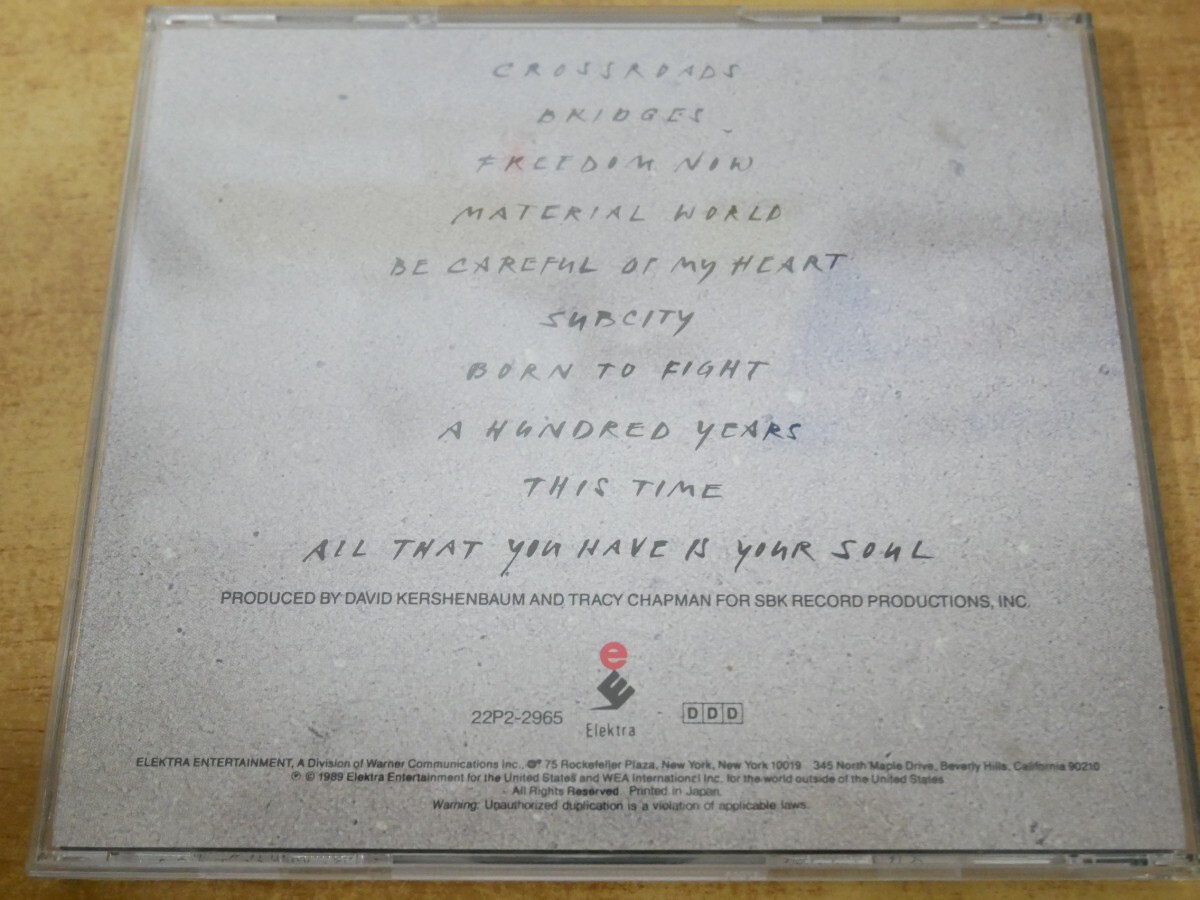 CROSSROADS
BRIDGES
FREEDOM NOW
MATERIAL WORLD
BE CAREFUL OF MY HEART
SUBCITY
BORN TO FIGHT
A HUNDRED YEARS
THIS TIME
ALL THAT YOU HAVE IS YOUR SOUL
PRODUCED BY DAVID KERSHENBAUM AND TRACY CHAPMAN FOR SBK RECORD PRODUCTIONS, INC.
e
22P2-2965 Elektra DDD
ELEKTRA ENTERTAINMENT, A Division of Warner Communications Inc., 75 Rockefeller Plaza, New York, New York 10019 345 North Maple Drive, Beverly Hills, California 90210
℗ © 1989 Elektra Entertainment for the United States and WEA International Inc. for the world outside of the United States
All Rights Reserved Printed in Japan.
Warning: Unauthorized duplication is a violation of applicable laws.